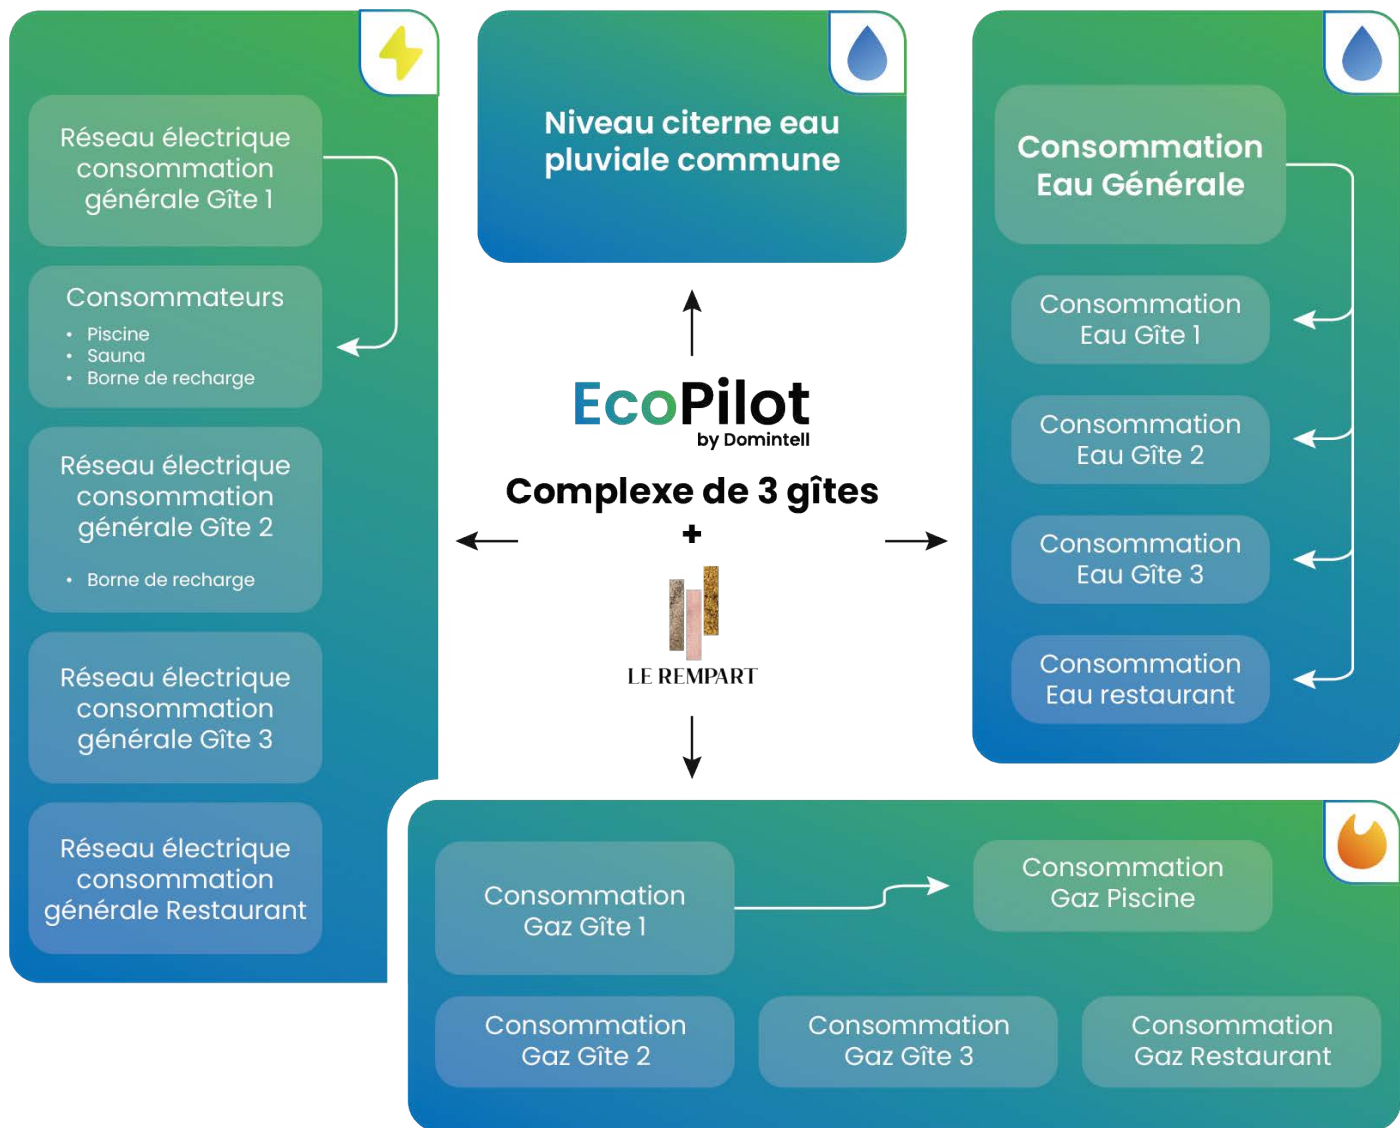 Réseau électrique
consommation
générale Gîte 1
Consommateurs
• Piscine
• Sauna
• Borne de recharge
Réseau électrique
consommation
générale Gîte 2
• Borne de recharge
Réseau électrique
consommation
générale Gîte 3
Réseau électrique
consommation
générale Restaurant
Niveau citerne eau
pluviale commune
EcoPilot
by Domintell
Complexe de 3 gîtes
+
LE REMPART
Consommation
Eau Générale
Consommation
Eau Gîte 1
Consommation
Eau Gîte 2
Consommation
Eau Gîte 3
Consommation
Eau restaurant
Consommation
Gaz Gîte 1
Consommation
Gaz Piscine
Consommation
Gaz Gîte 2
Consommation
Gaz Gîte 3
Consommation
Gaz Restaurant